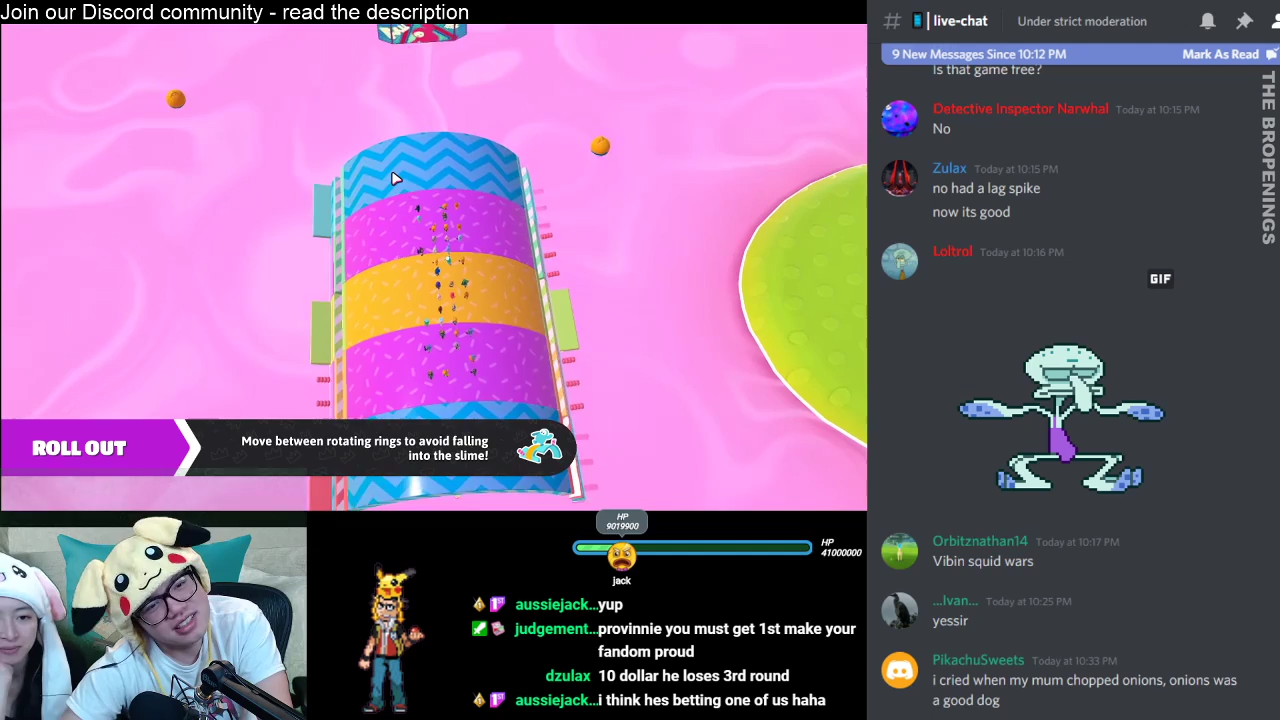 Join our Discord community - read the description
ROLL OUT
Move between rotating rings to avoid falling
into the slime!
HP
9019900
HP
41000000
jack
aussiejack...yup
judgement...provinnie you must get 1st make your
fandom proud
dzulax 10 dollar he loses 3rd round
aussiejack...i think hes betting one of us haha
# | live-chat Under strict moderation
9 New Messages Since 10:12 PM Mark As Read
Is that game free?
Detective Inspector Narwhal Today at 10:15 PM
No
Zulax Today at 10:15 PM
no had a lag spike
now its good
Loltrol Today at 10:16 PM
GIF
Orbitznathan14 Today at 10:17 PM
Vibin squid wars
...Ivan... Today at 10:25 PM
yessir
PikachuSweets Today at 10:33 PM
i cried when my mum chopped onions, onions was
a good dog
THE BROPENINGS